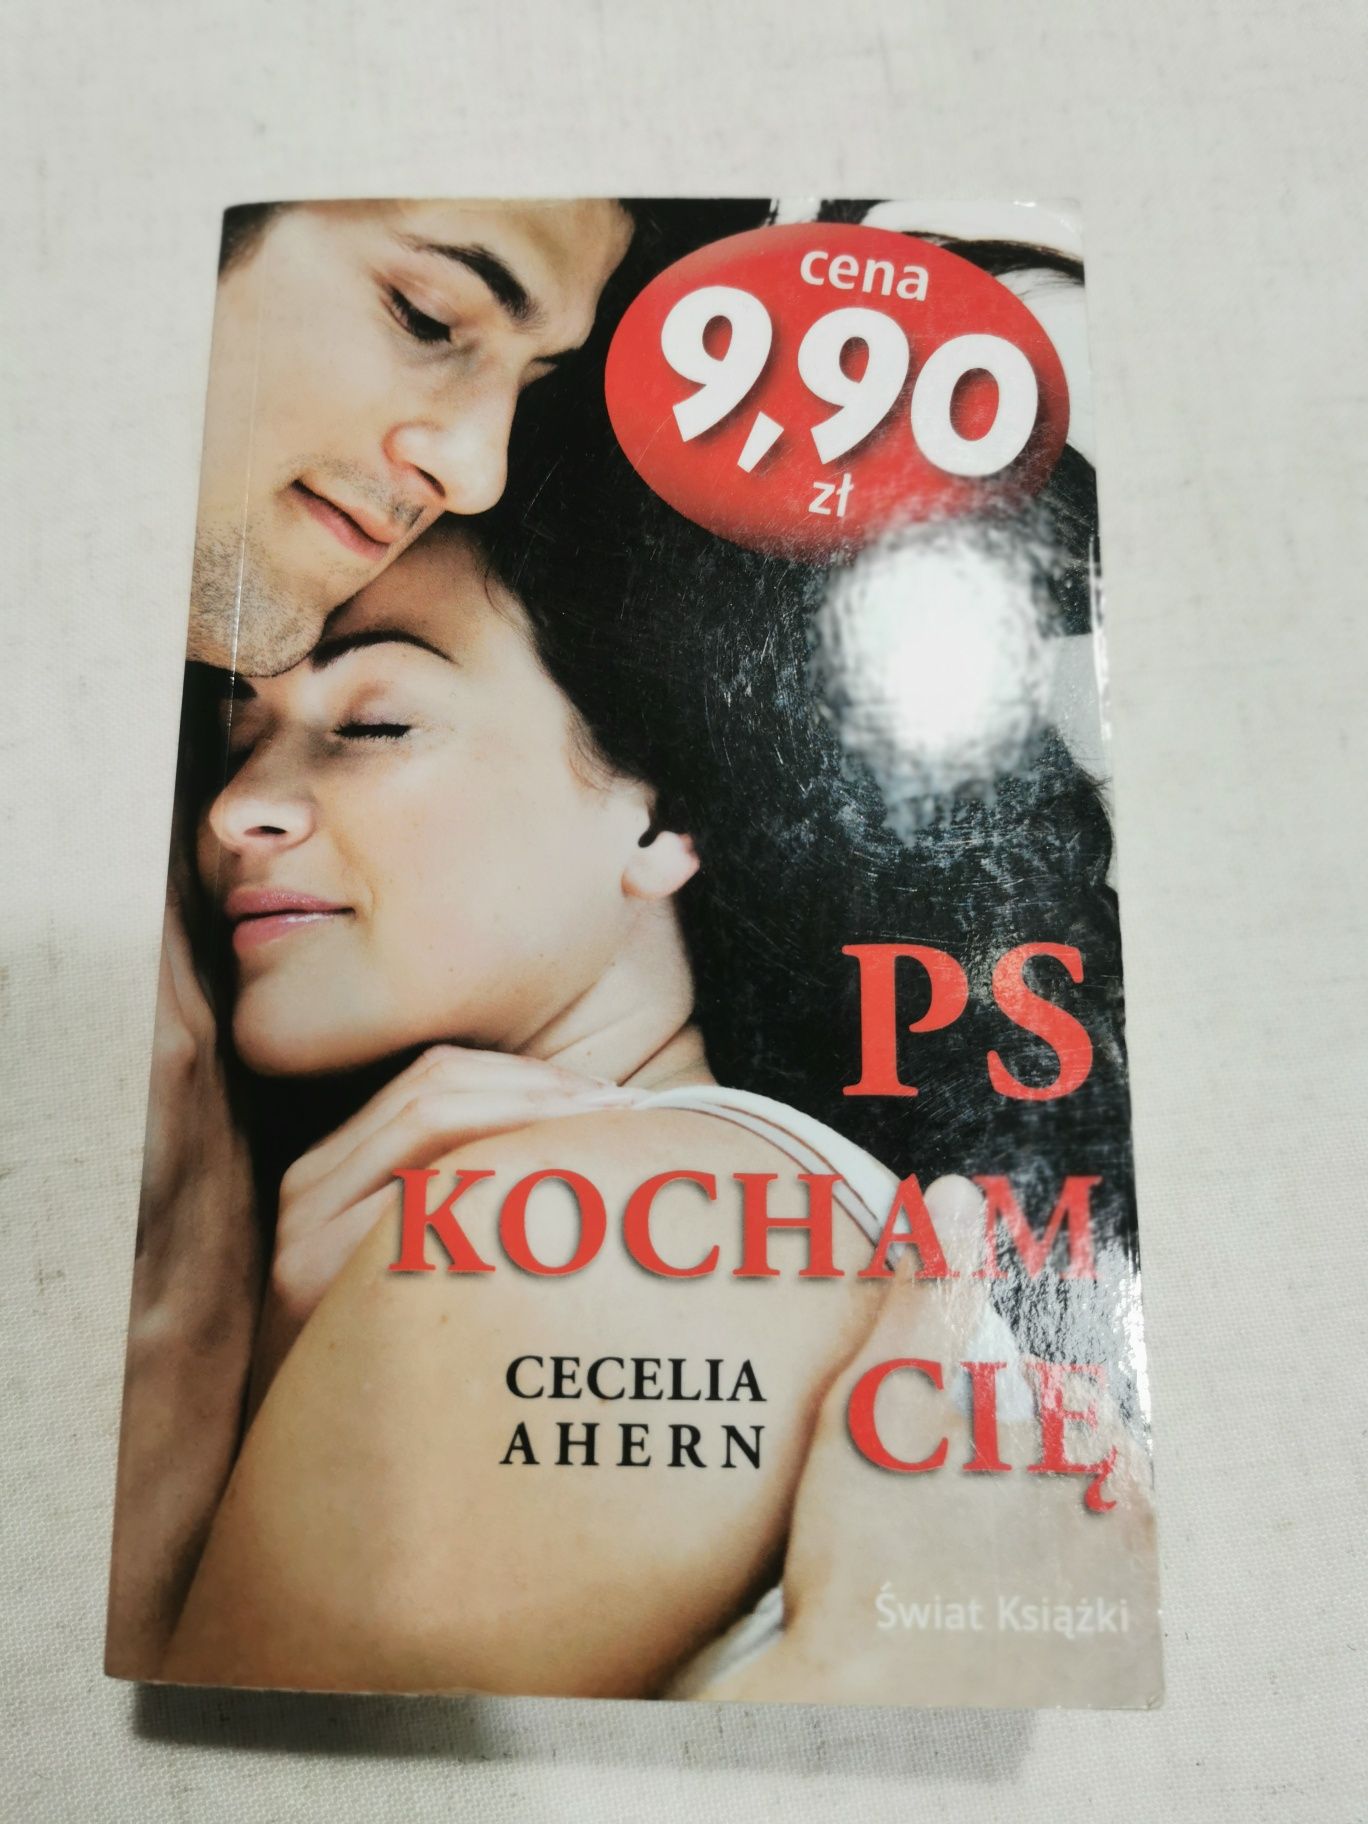 cena
9,90
zł
PS
KOCHAM
CIĘ
CECELIA
AHERN
Świat Książki